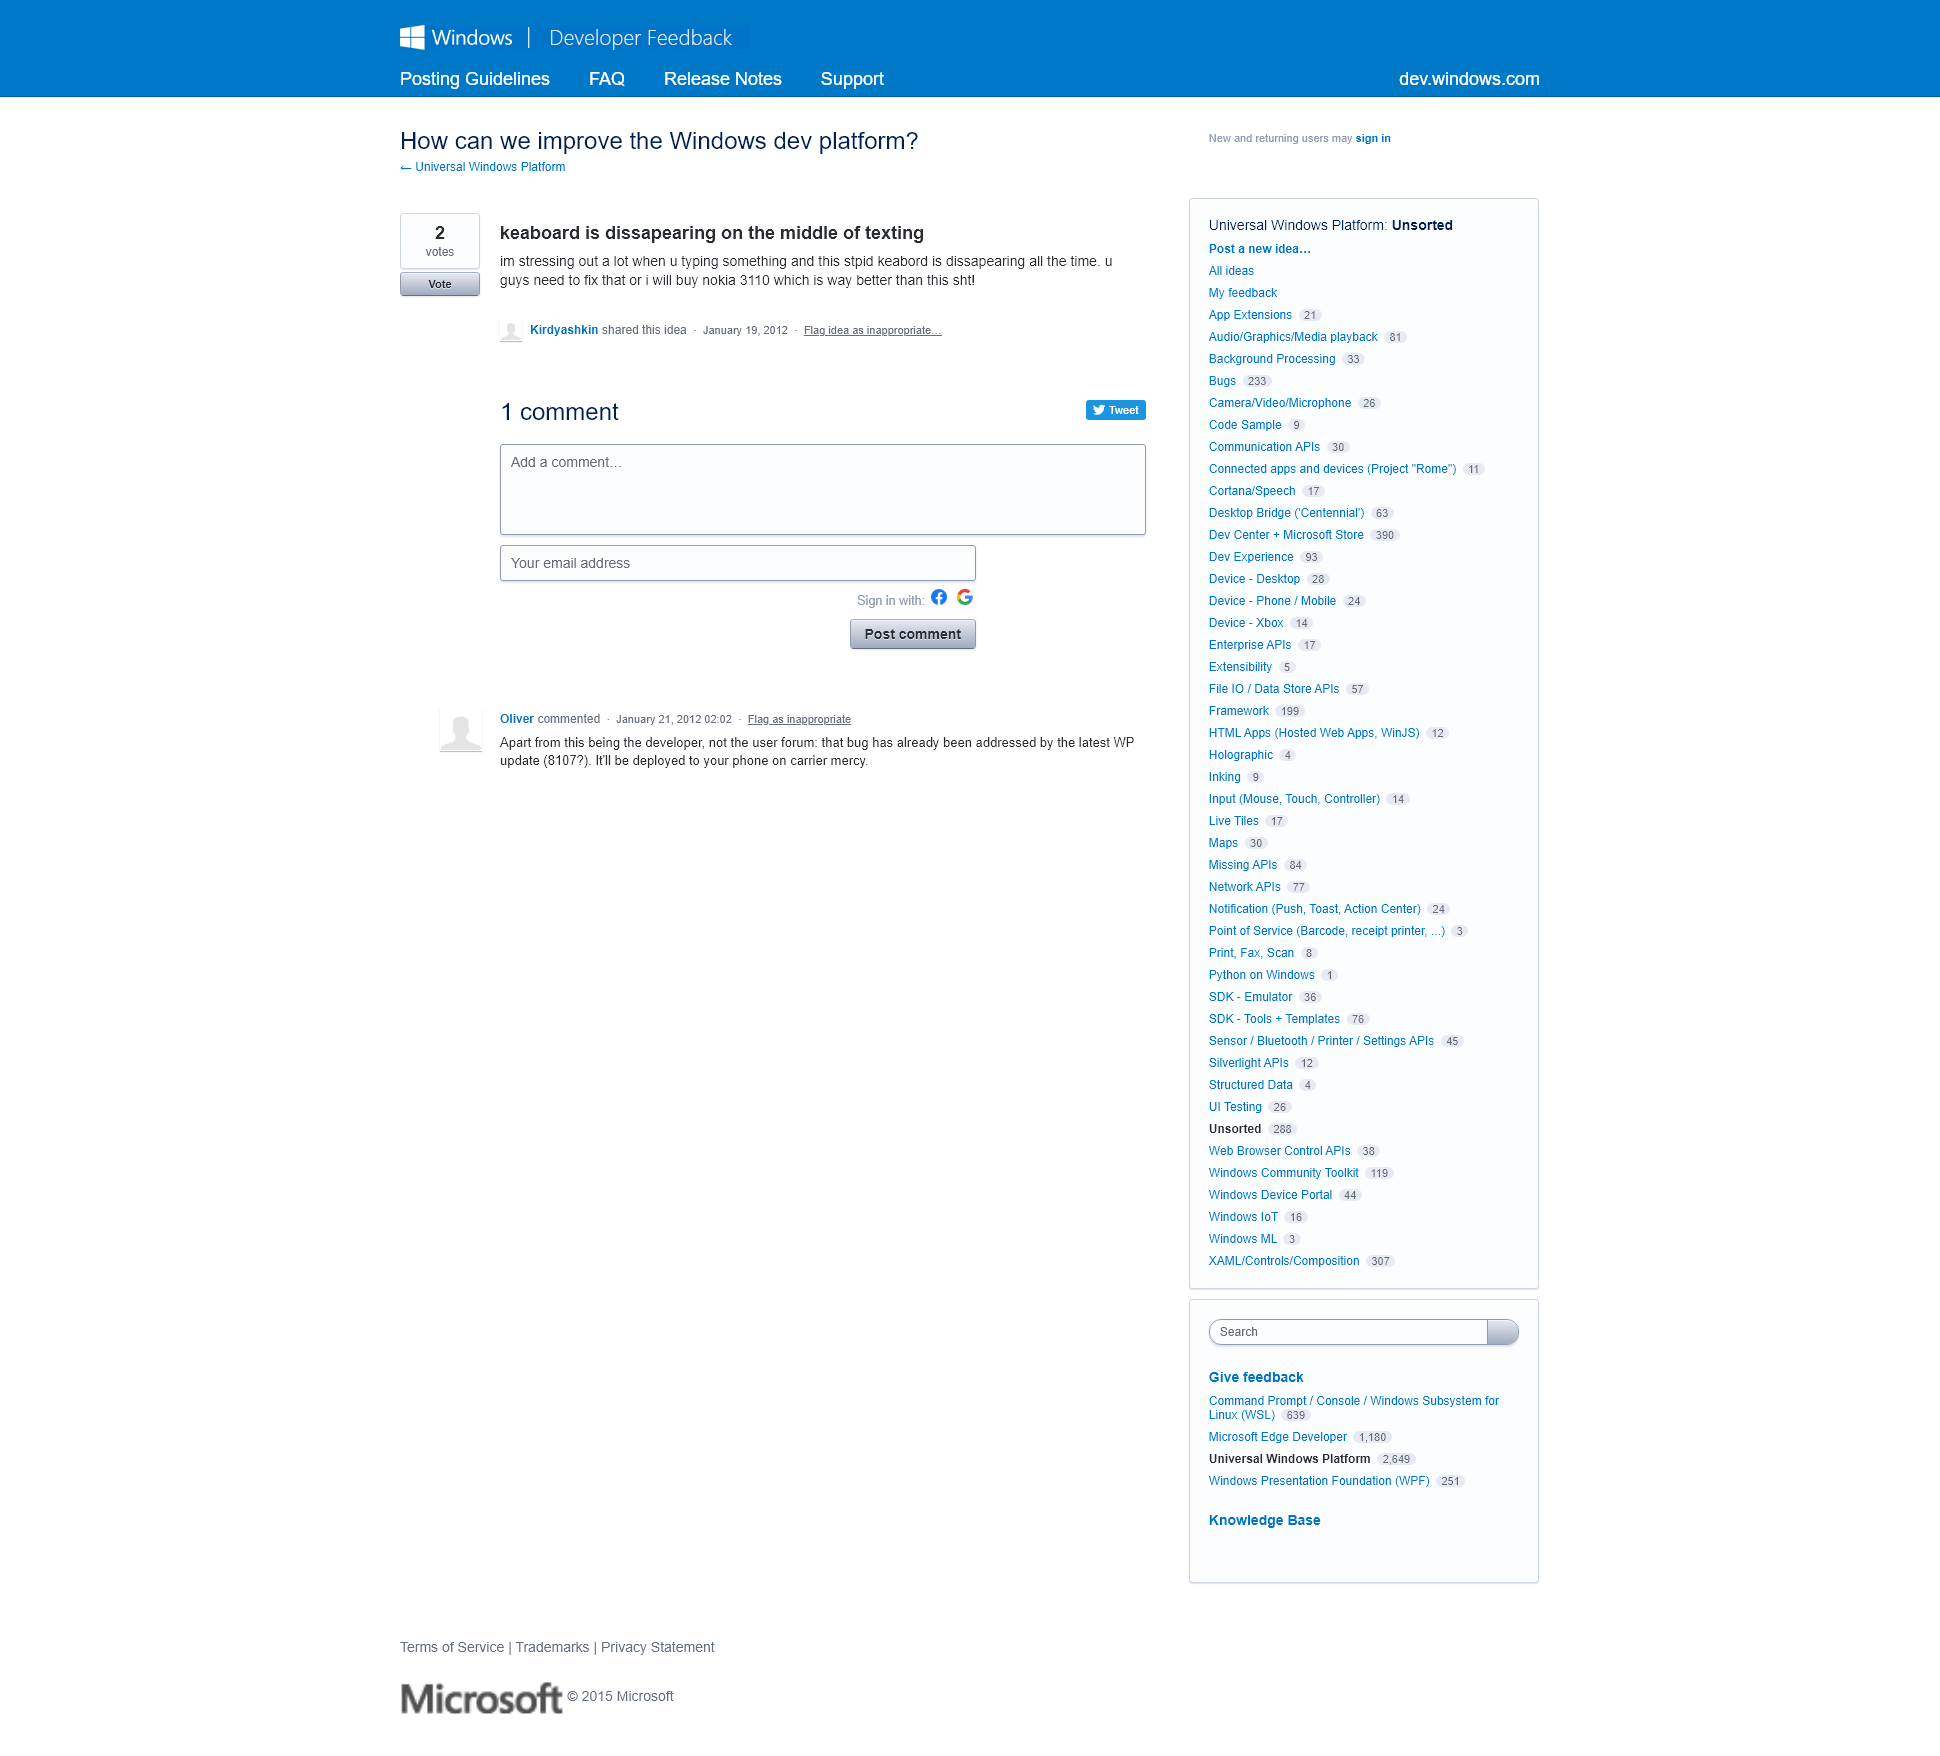 Windows | Developer Feedback
Posting Guidelines FAQ Release Notes Support dev.windows.com
How can we improve the Windows dev platform?
← Universal Windows Platform
New and returning users may sign in
2
votes
Vote
keaboard is dissapearing on the middle of texting
im stressing out a lot when u typing something and this stpid keabord is dissapearing all the time. u
guys need to fix that or i will buy nokia 3110 which is way better than this sht!
Kirdyashkin shared this idea · January 19, 2012 · Flag idea as inappropriate…
1 comment
Tweet
Add a comment…
Your email address
Sign in with:
Post comment
Oliver commented · January 21, 2012 02:02 · Flag as inappropriate
Apart from this being the developer, not the user forum: that bug has already been addressed by the latest WP
update (8107?). It'll be deployed to your phone on carrier mercy.
Universal Windows Platform: Unsorted
Post a new idea…
All ideas
My feedback
App Extensions 21
Audio/Graphics/Media playback 81
Background Processing 33
Bugs 233
Camera/Video/Microphone 26
Code Sample 9
Communication APIs 30
Connected apps and devices (Project "Rome") 11
Cortana/Speech 17
Desktop Bridge ('Centennial') 63
Dev Center + Microsoft Store 390
Dev Experience 93
Device - Desktop 28
Device - Phone / Mobile 24
Device - Xbox 14
Enterprise APIs 17
Extensibility 5
File IO / Data Store APIs 57
Framework 199
HTML Apps (Hosted Web Apps, WinJS) 12
Holographic 4
Inking 9
Input (Mouse, Touch, Controller) 14
Live Tiles 17
Maps 30
Missing APIs 84
Network APIs 77
Notification (Push, Toast, Action Center) 24
Point of Service (Barcode, receipt printer, ...) 3
Print, Fax, Scan 8
Python on Windows 1
SDK - Emulator 36
SDK - Tools + Templates 76
Sensor / Bluetooth / Printer / Settings APIs 45
Silverlight APIs 12
Structured Data 4
UI Testing 26
Unsorted 288
Web Browser Control APIs 38
Windows Community Toolkit 119
Windows Device Portal 44
Windows IoT 16
Windows ML 3
XAML/Controls/Composition 307
Search
Give feedback
Command Prompt / Console / Windows Subsystem for
Linux (WSL) 639
Microsoft Edge Developer 1,180
Universal Windows Platform 2,649
Windows Presentation Foundation (WPF) 251
Knowledge Base
Terms of Service | Trademarks | Privacy Statement
Microsoft © 2015 Microsoft